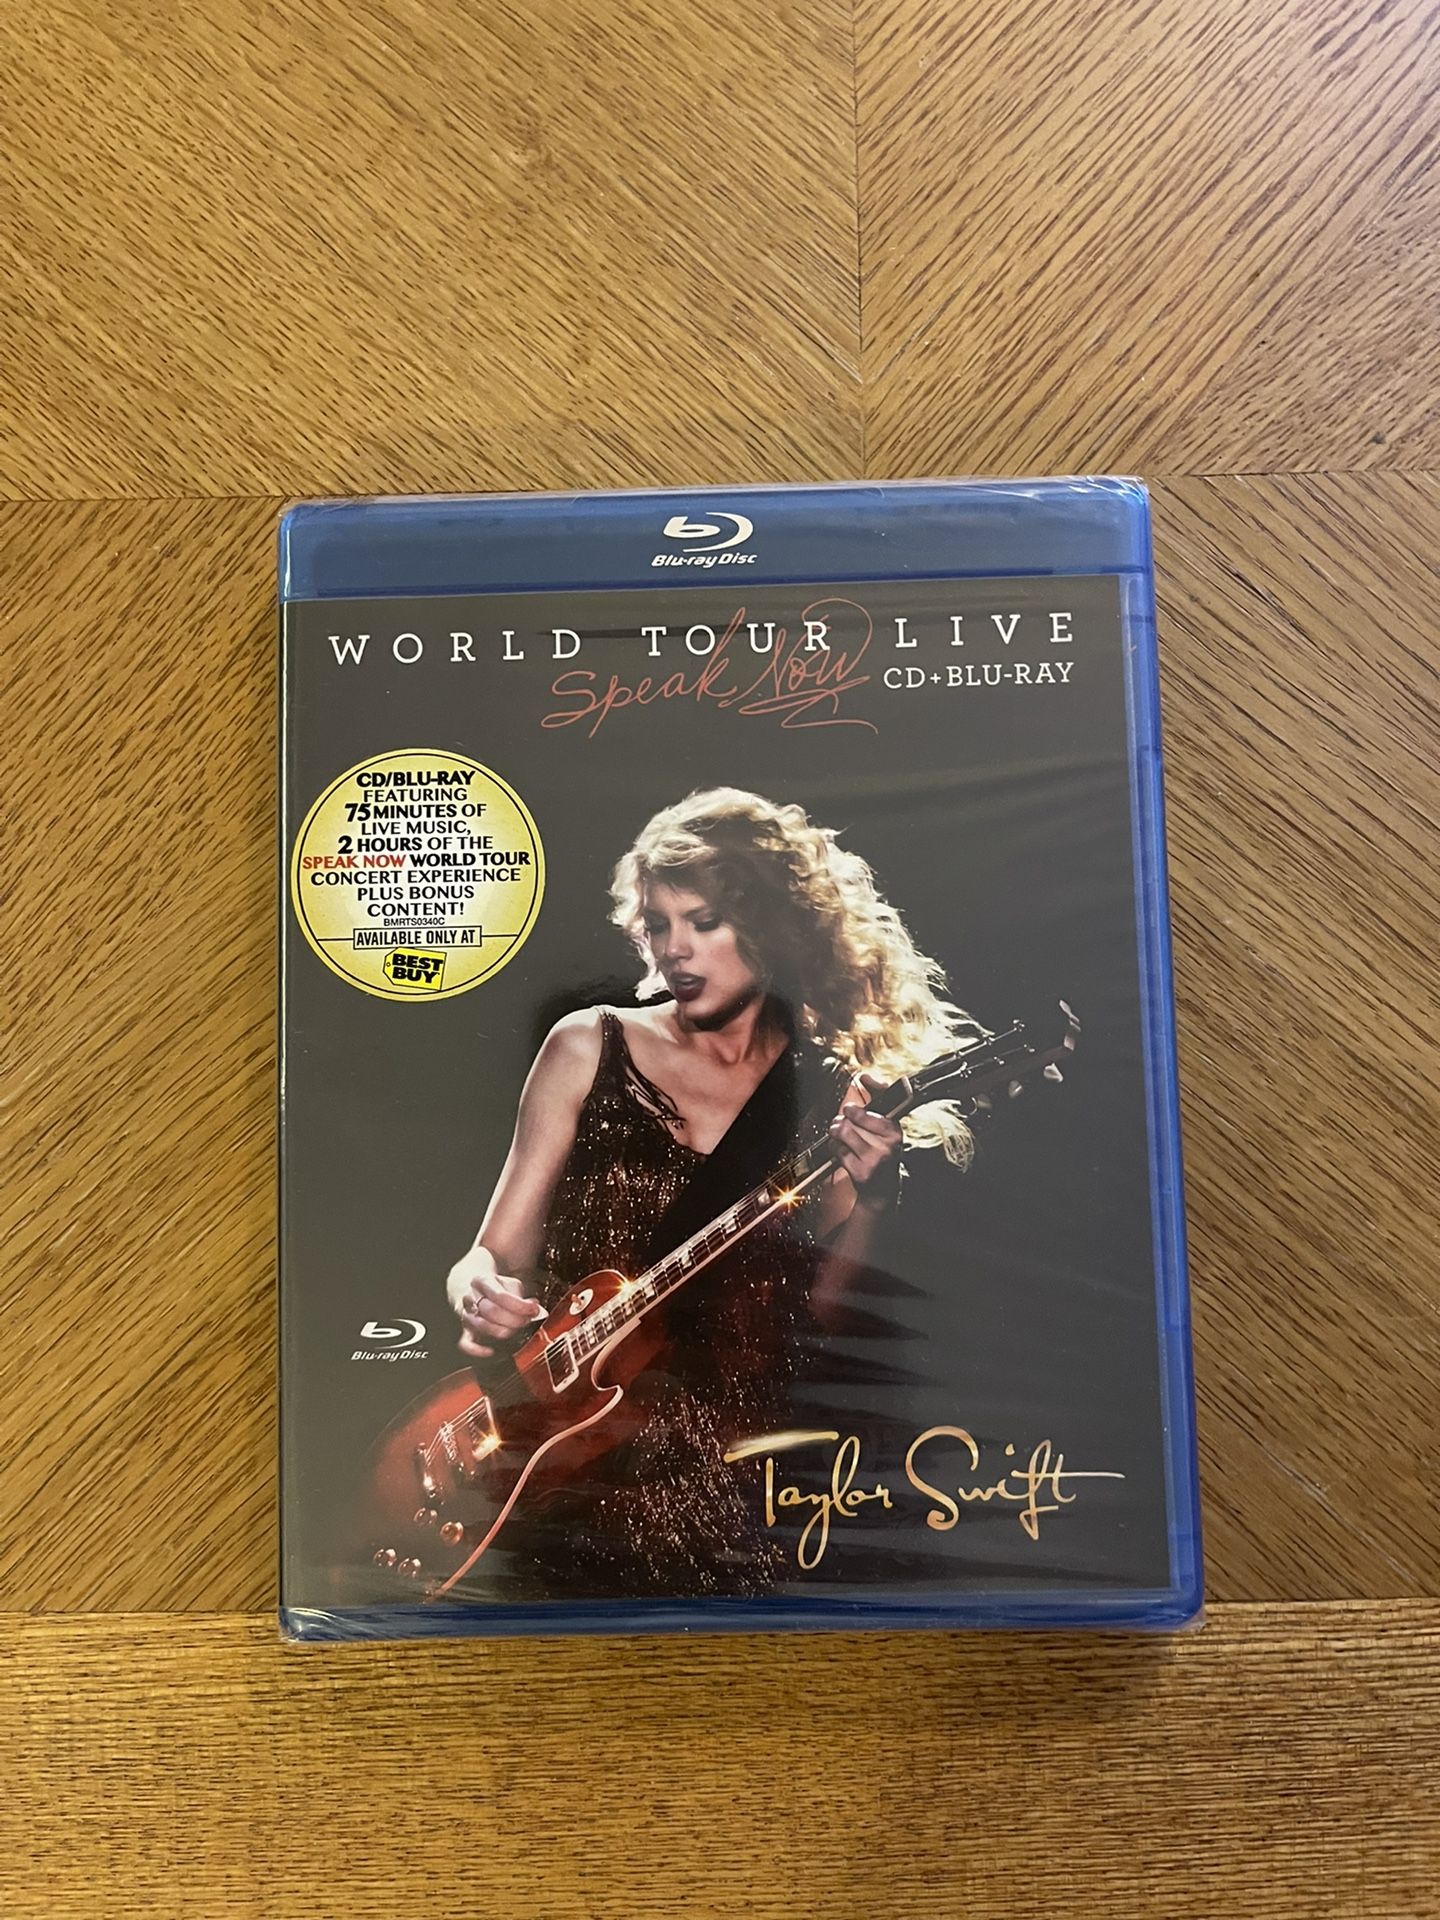 Blu-ray Disc
WORLD TOUR LIVE
Speak Now CD+BLU-RAY
CD/BLU-RAY
FEATURING
75 MINUTES OF
LIVE MUSIC,
2 HOURS OF THE
SPEAK NOW WORLD TOUR
CONCERT EXPERIENCE
PLUS BONUS
CONTENT!
BMRTS0340C
AVAILABLE ONLY AT
BEST
BUY
Blu-ray Disc
Taylor Swift